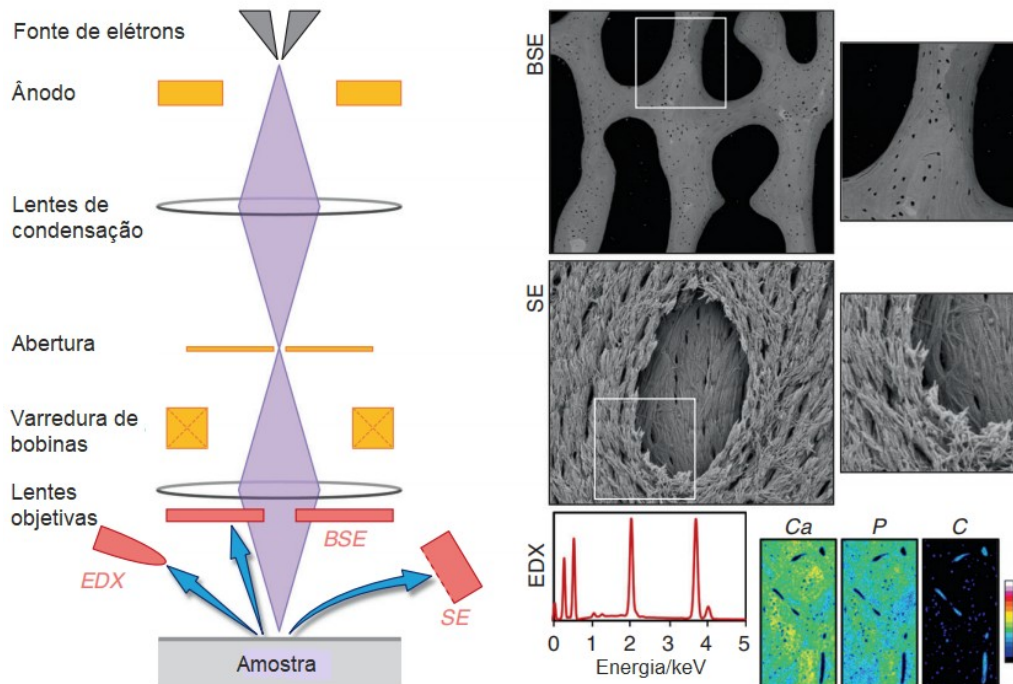 Fonte de elétrons
Ânodo
Lentes de
condensação
Abertura
Varredura de
bobinas
Lentes
objetivas
BSE
EDX
SE
Amostra
BSE
SE
EDX
0 1 2 3 4 5
Energia/keV
Ca P C